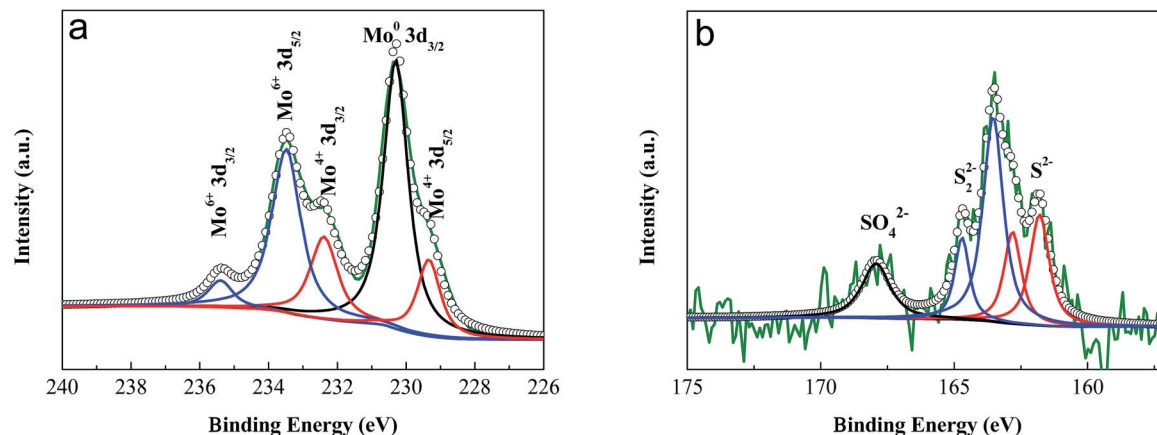 a
Mo⁶⁺ 3d₃/₂
Mo⁶⁺ 3d₅/₂
Mo⁴⁺ 3d₃/₂
Mo⁰ 3d₃/₂
Mo⁴⁺ 3d₅/₂
Intensity (a.u.)
240 238 236 234 232 230 228 226
Binding Energy (eV)
b
SO₄²⁻
S₂²⁻
S²⁻
Intensity (a.u.)
175 170 165 160
Binding Energy (eV)